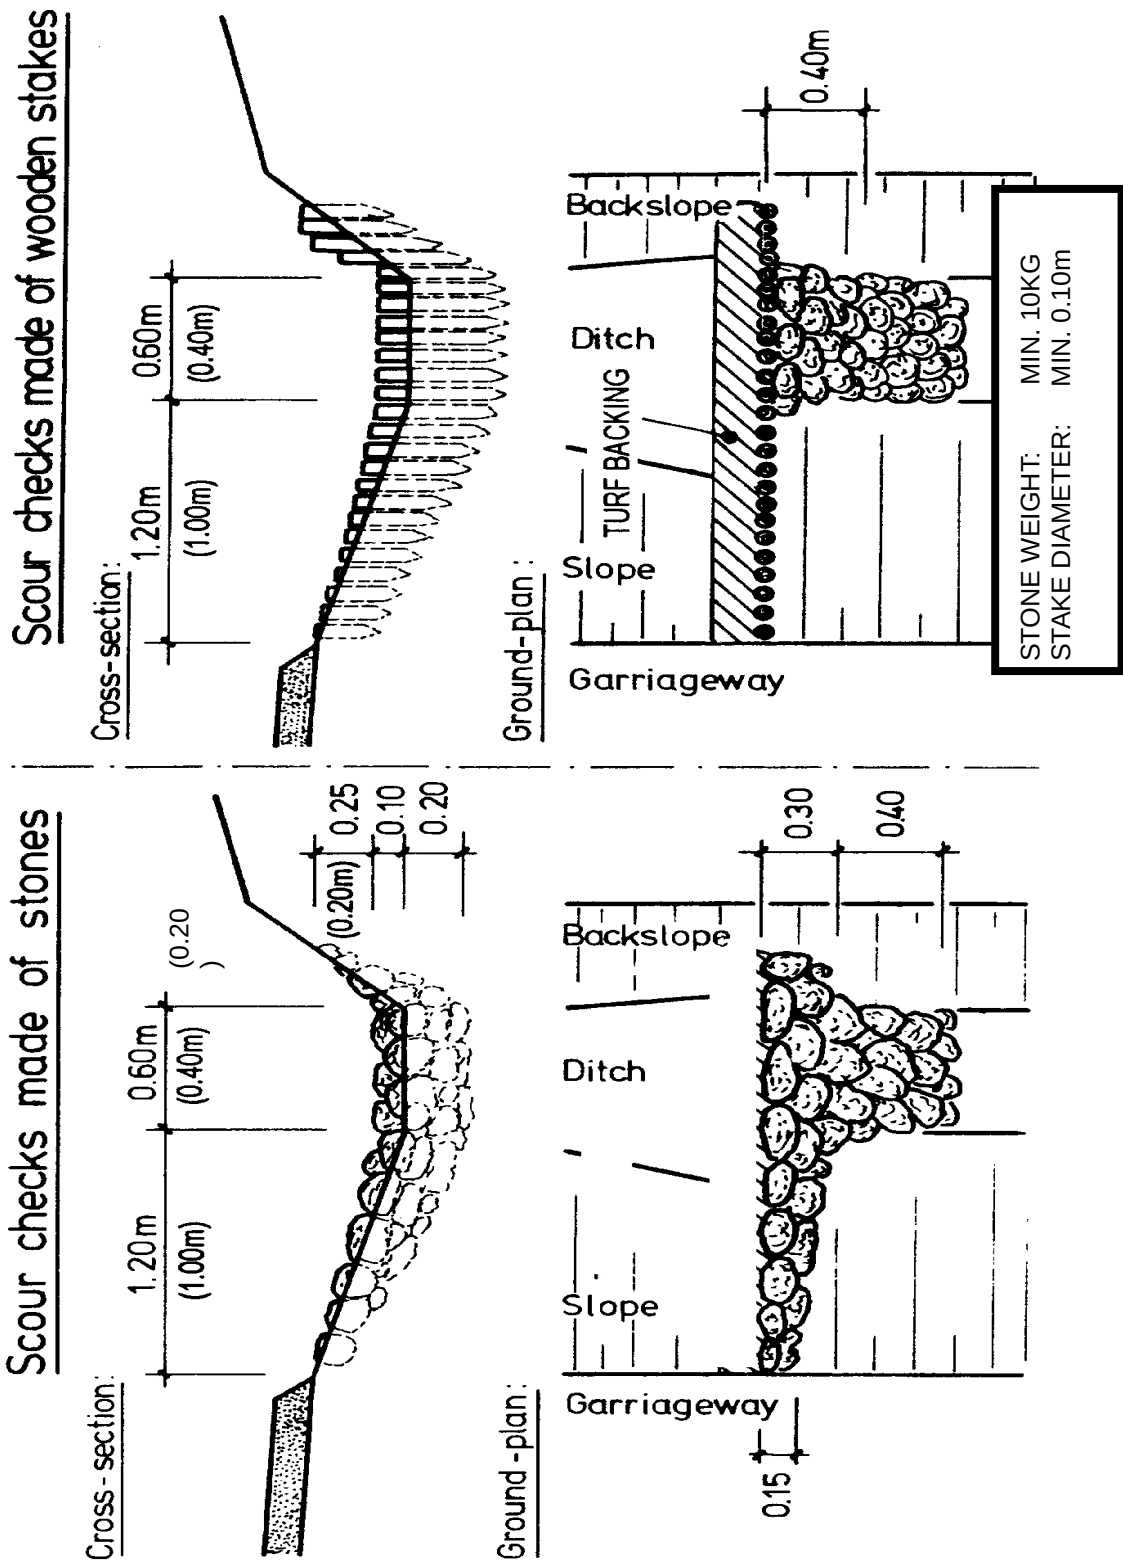 Scour checks made of stones
Cross-section:
1.20m
(1.00m)
0.60m
(0.40m)
(0.20
)
0.25
(0.20m)
0.10
0.20
Ground-plan:
Garriageway
Slope
Ditch
Backslope
0.15
0.30
0.40
Scour checks made of wooden stakes
Cross-section:
1.20m
(1.00m)
0.60m
(0.40m)
Ground-plan:
Garriageway
Slope
TURF BACKING
Ditch
Backslope
0.40m
STONE WEIGHT: MIN. 10KG
STAKE DIAMETER: MIN. 0.10m